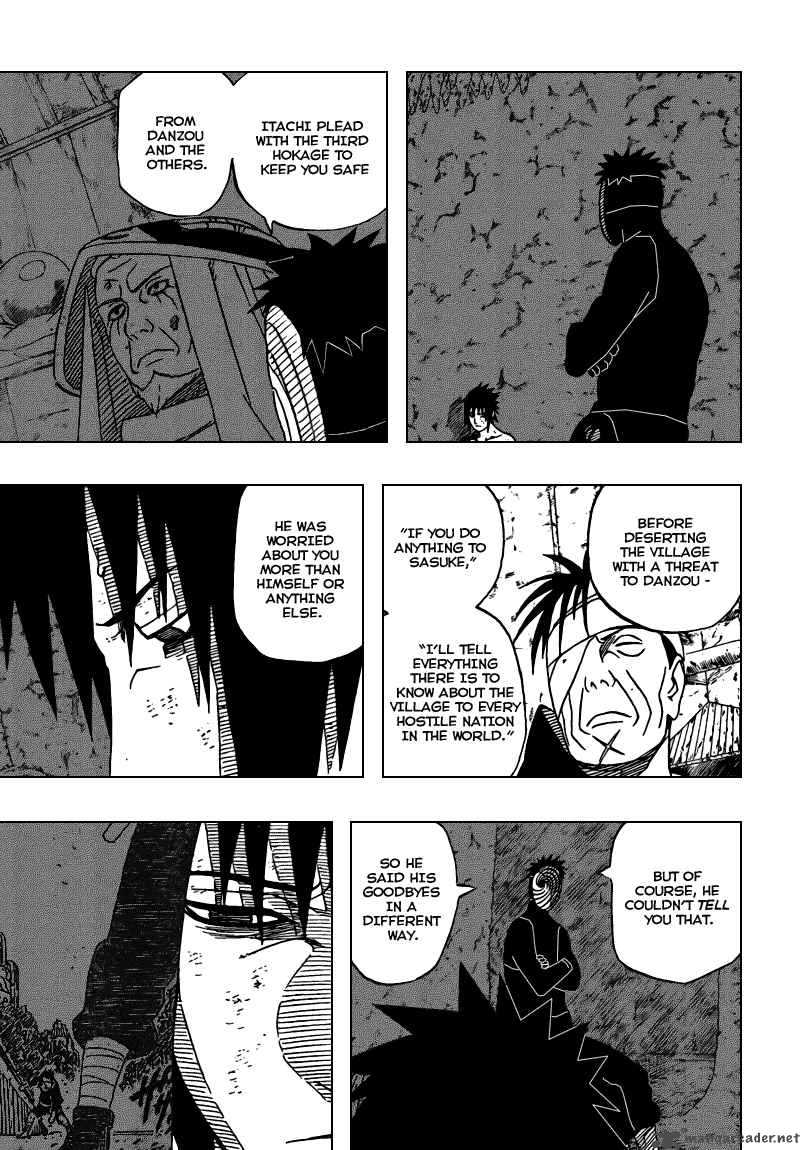 ITACHI PLEAD
WITH THE THIRD
HOKAGE TO
KEEP YOU SAFE
FROM
DANZOU
AND THE
OTHERS.
BEFORE
DESERTING
THE VILLAGE
WITH A THREAT
TO DANZOU -
"IF YOU DO
ANYTHING TO
SASUKE,"
"I'LL TELL
EVERYTHING
THERE IS TO
KNOW ABOUT THE
VILLAGE TO EVERY
HOSTILE NATION
IN THE WORLD."
HE WAS
WORRIED
ABOUT YOU
MORE THAN
HIMSELF OR
ANYTHING
ELSE.
BUT OF
COURSE, HE
COULDN'T TELL
YOU THAT.
SO HE
SAID HIS
GOODBYES
IN A
DIFFERENT
WAY.
mangareader.net